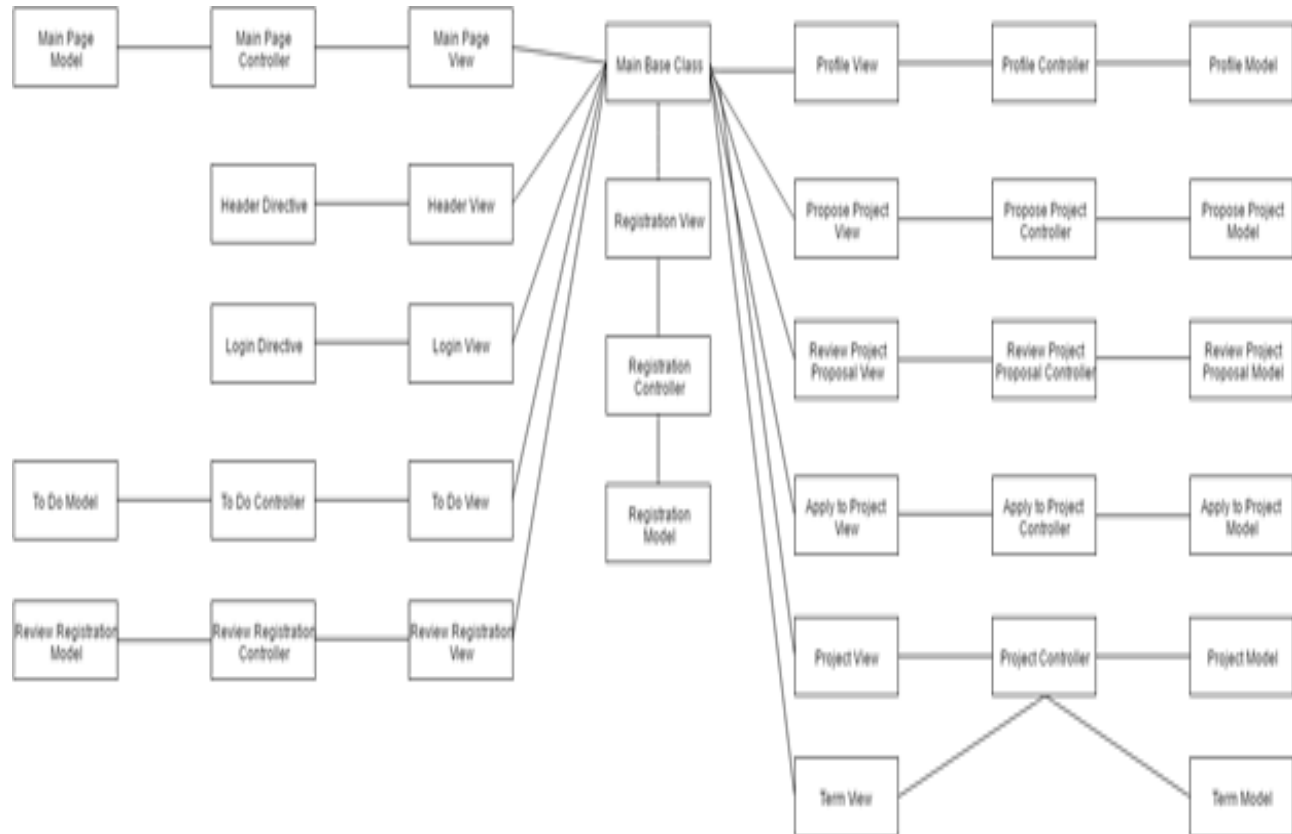 Main Page
Model
Main Page
Controller
Main Page
View
Main Base Class
Profile View
Profile Controller
Profile Model
Header Directive
Header View
Registration View
Propose Project
View
Propose Project
Controller
Propose Project
Model
Login Directive
Login View
Registration
Controller
Review Project
Proposal View
Review Project
Proposal Controller
Review Project
Proposal Model
To Do Model
To Do Controller
To Do View
Registration
Model
Apply to Project
View
Apply to Project
Controller
Apply to Project
Model
Review Registration
Model
Review Registration
Controller
Review Registration
View
Project View
Project Controller
Project Model
Term View
Term Model